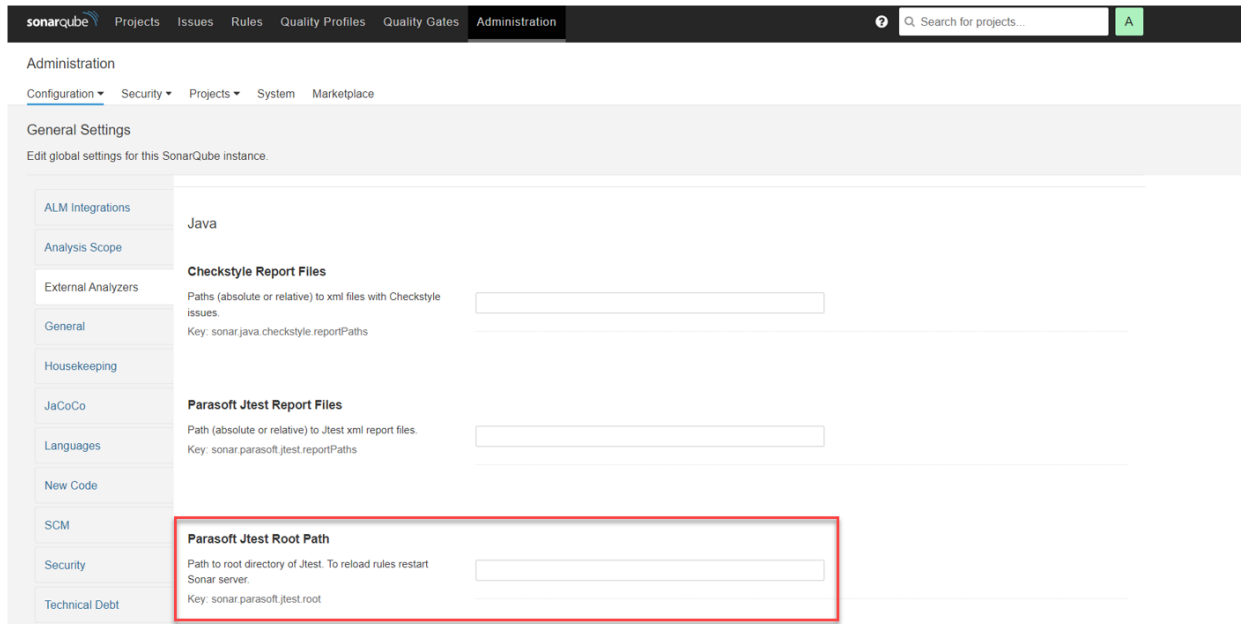 sonarqube Projects Issues Rules Quality Profiles Quality Gates Administration ? Search for projects... A
Administration
Configuration Security Projects System Marketplace
General Settings
Edit global settings for this SonarQube instance.
ALM Integrations
Analysis Scope
External Analyzers
General
Housekeeping
JaCoCo
Languages
New Code
SCM
Security
Technical Debt
Java
Checkstyle Report Files
Paths (absolute or relative) to xml files with Checkstyle
issues.
Key: sonar.java.checkstyle.reportPaths
Parasoft Jtest Report Files
Path (absolute or relative) to Jtest xml report files.
Key: sonar.parasoft.jtest.reportPaths
Parasoft Jtest Root Path
Path to root directory of Jtest. To reload rules restart
Sonar server.
Key: sonar.parasoft.jtest.root